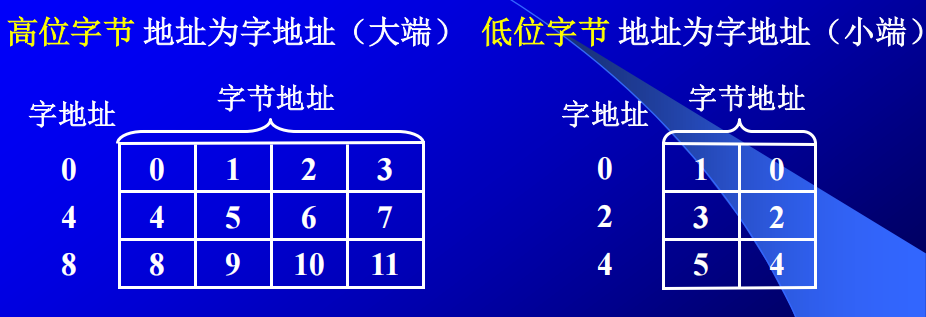 高位字节 地址为字地址（大端） 低位字节 地址为字地址（小端）
字节地址 字节地址
字地址 字地址
0 0 1 2 3 0 1 0
4 4 5 6 7 2 3 2
8 8 9 10 11 4 5 4